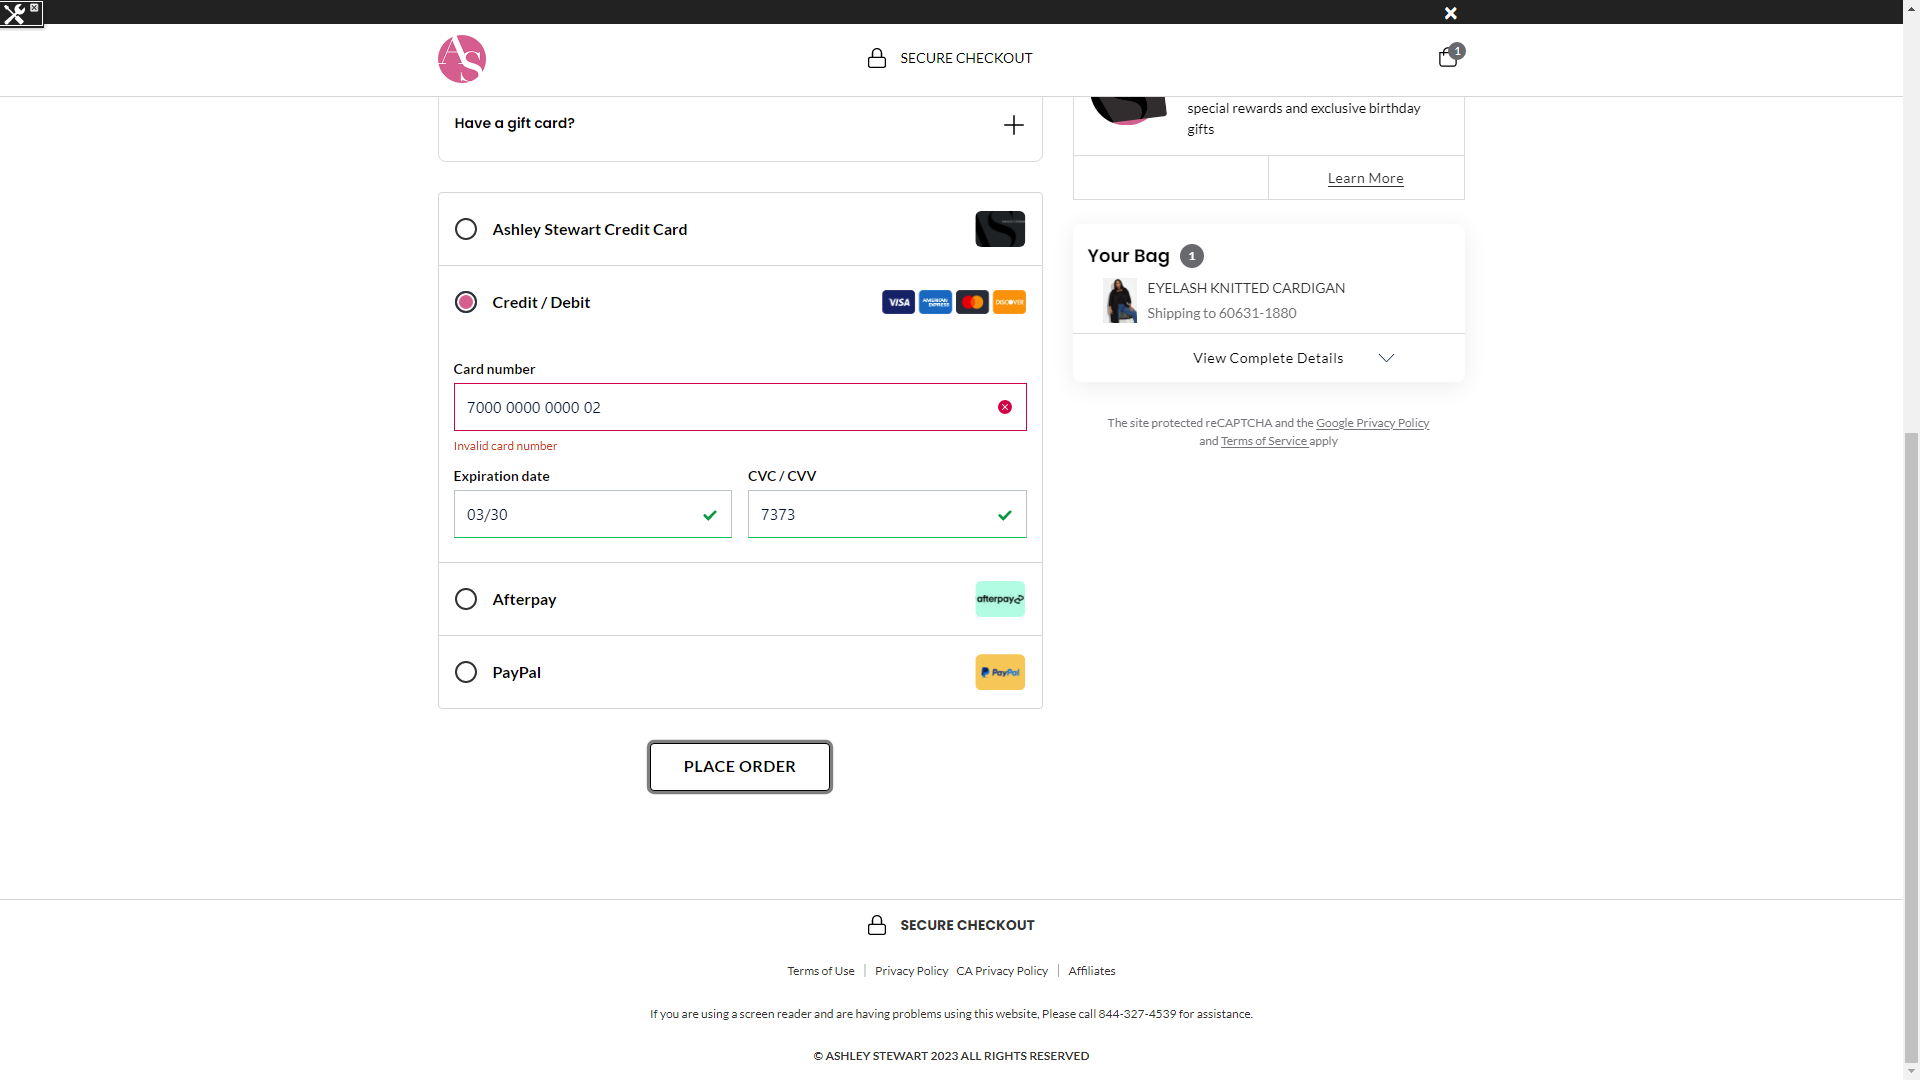 AS
SECURE CHECKOUT
1
Have a gift card?
special rewards and exclusive birthday
gifts
Learn More
Ashley Stewart Credit Card
Credit / Debit
VISA
AMERICAN EXPRESS
DISCOVER
Card number
7000 0000 0000 02
Invalid card number
Expiration date
CVC / CVV
03/30
7373
Afterpay
afterpay
PayPal
PayPal
PLACE ORDER
Your Bag 1
EYELASH KNITTED CARDIGAN
Shipping to 60631-1880
View Complete Details
The site protected reCAPTCHA and the Google Privacy Policy
and Terms of Service apply
SECURE CHECKOUT
Terms of Use | Privacy Policy CA Privacy Policy | Affiliates
If you are using a screen reader and are having problems using this website, Please call 844-327-4539 for assistance.
© ASHLEY STEWART 2023 ALL RIGHTS RESERVED